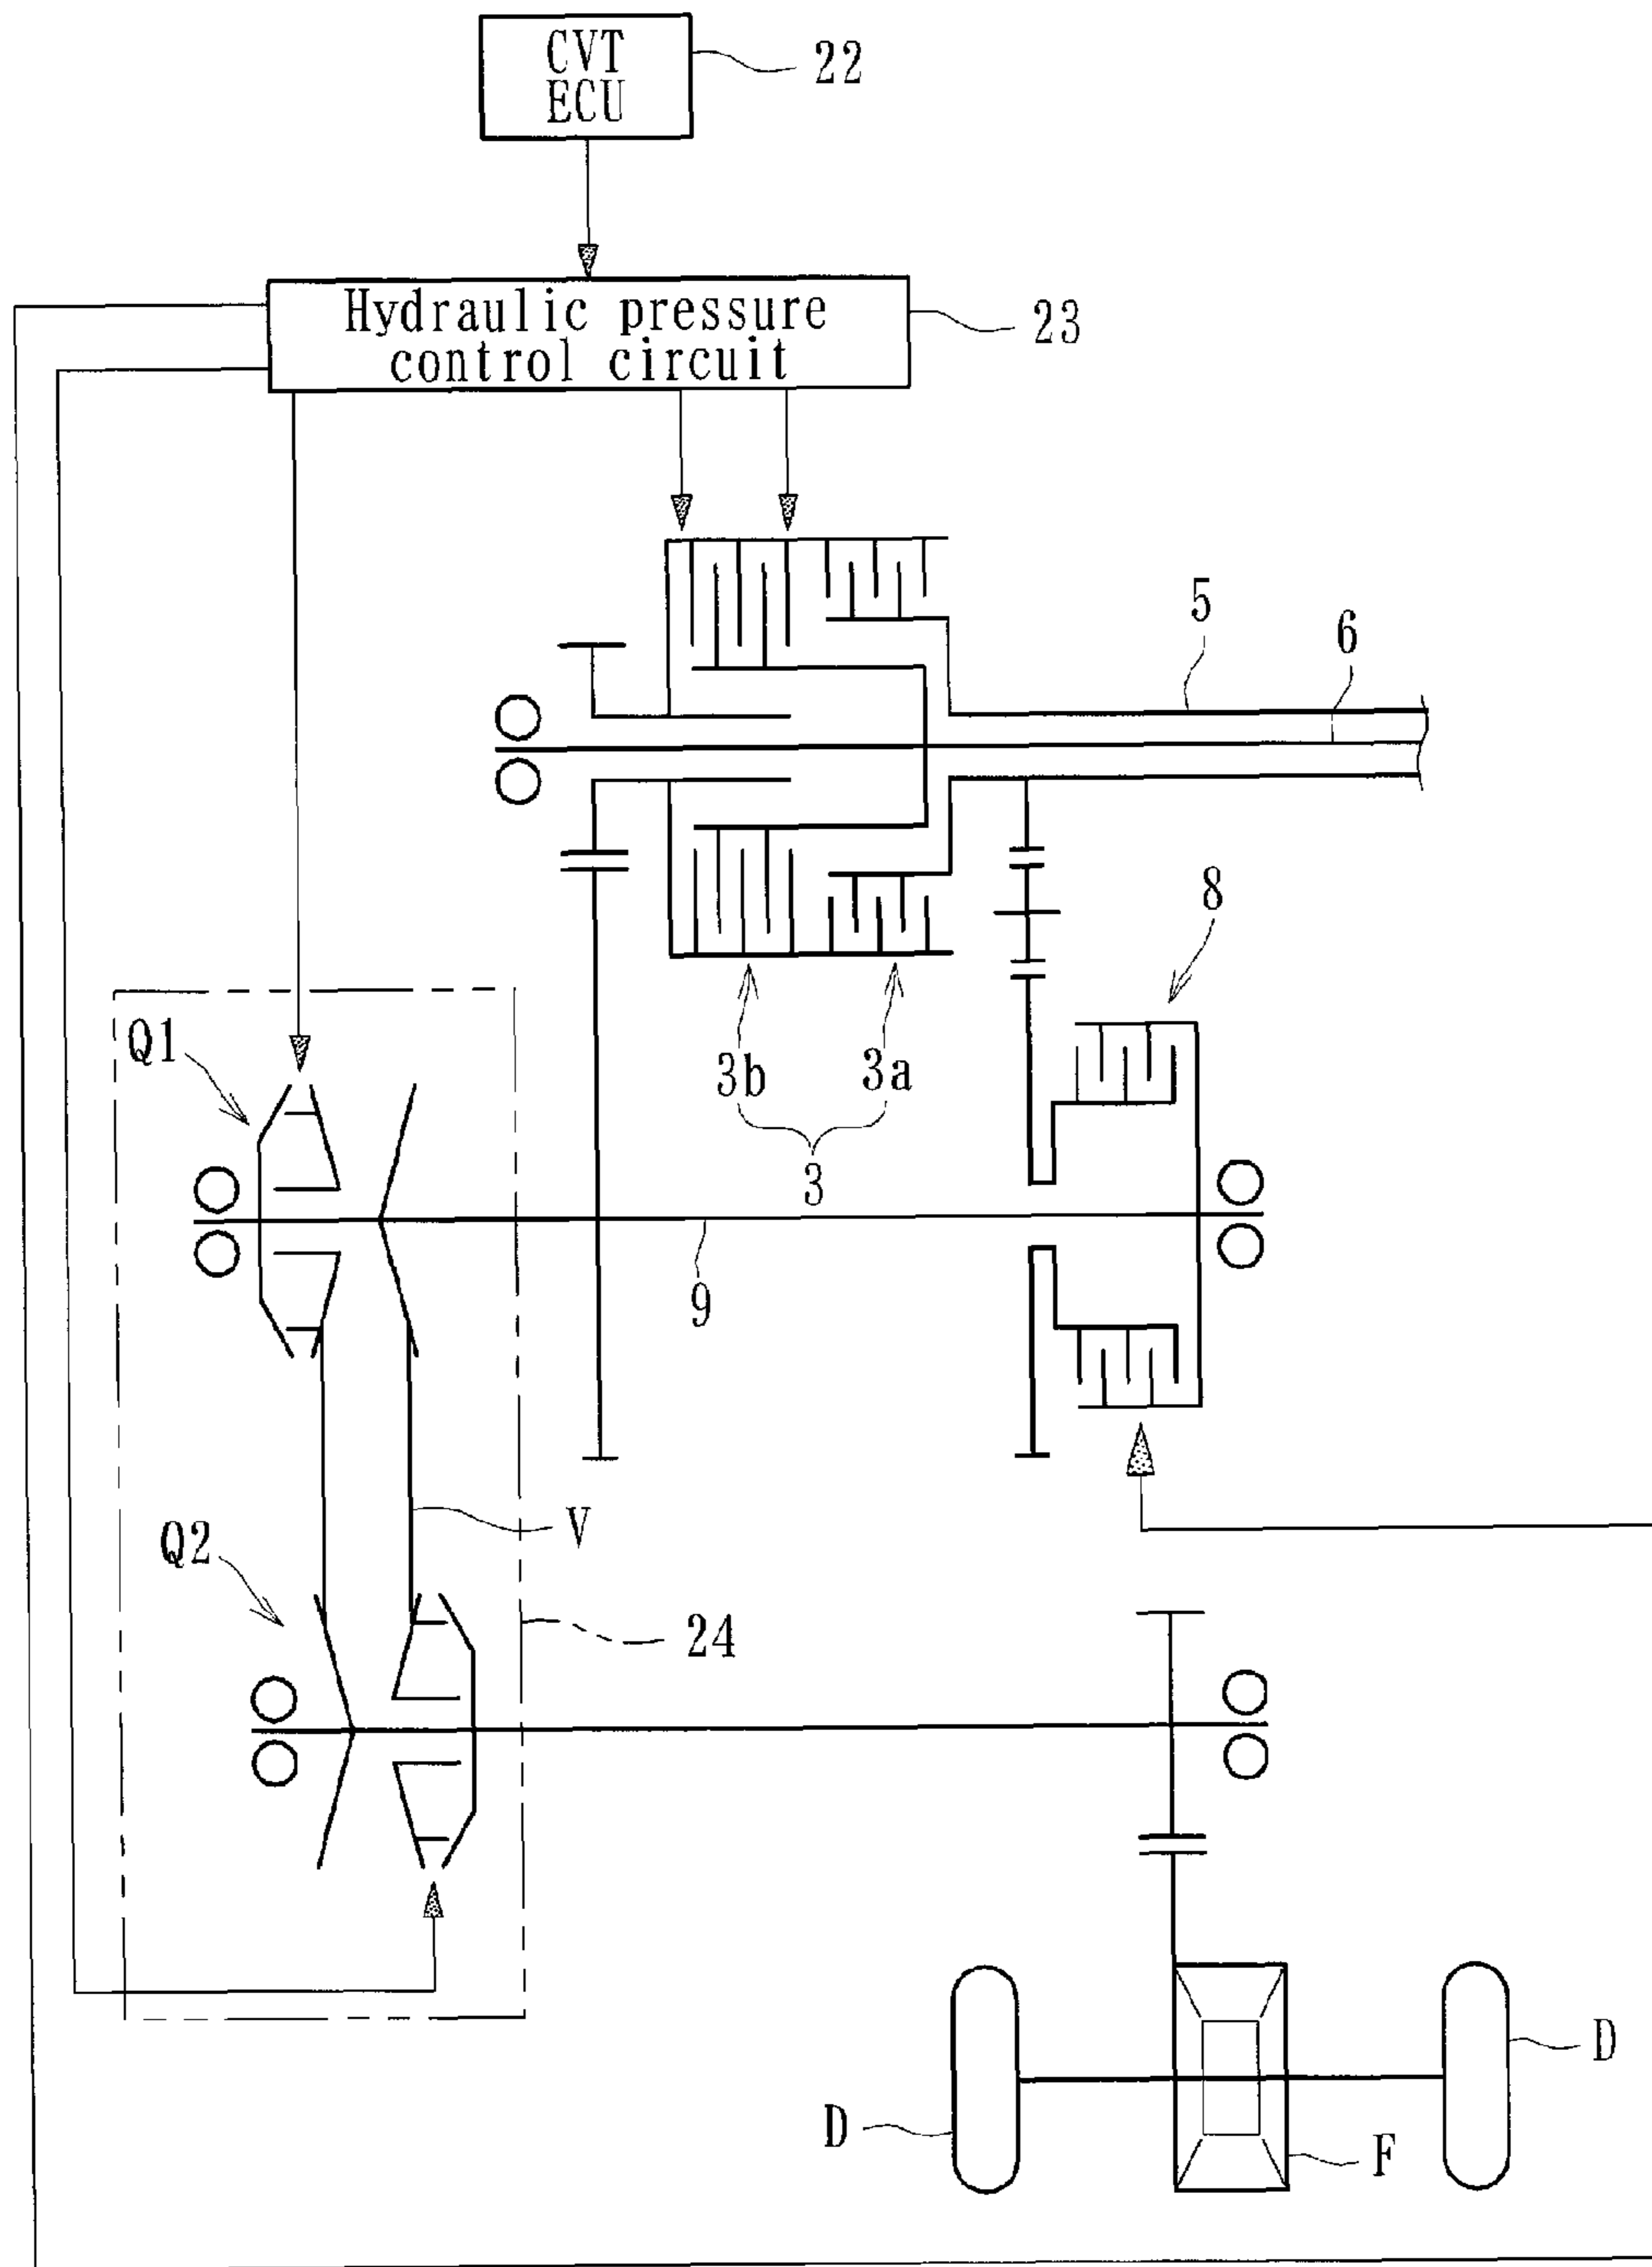 CVT
ECU
22
Hydraulic pressure
control circuit
23
5
6
8
Q1
3b
3a
3
9
V
Q2
24
D
D
F